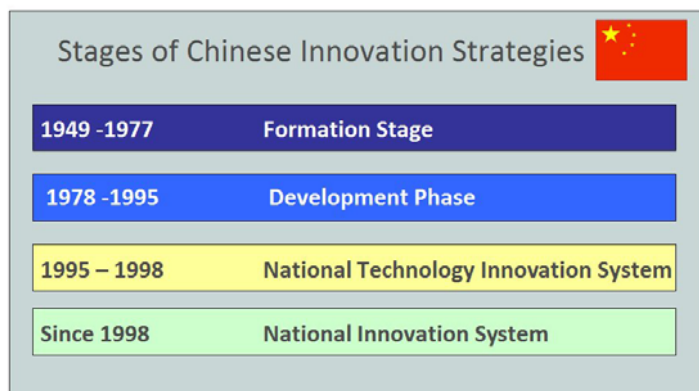 Stages of Chinese Innovation Strategies
1949 -1977 Formation Stage
1978 -1995 Development Phase
1995 – 1998 National Technology Innovation System
Since 1998 National Innovation System